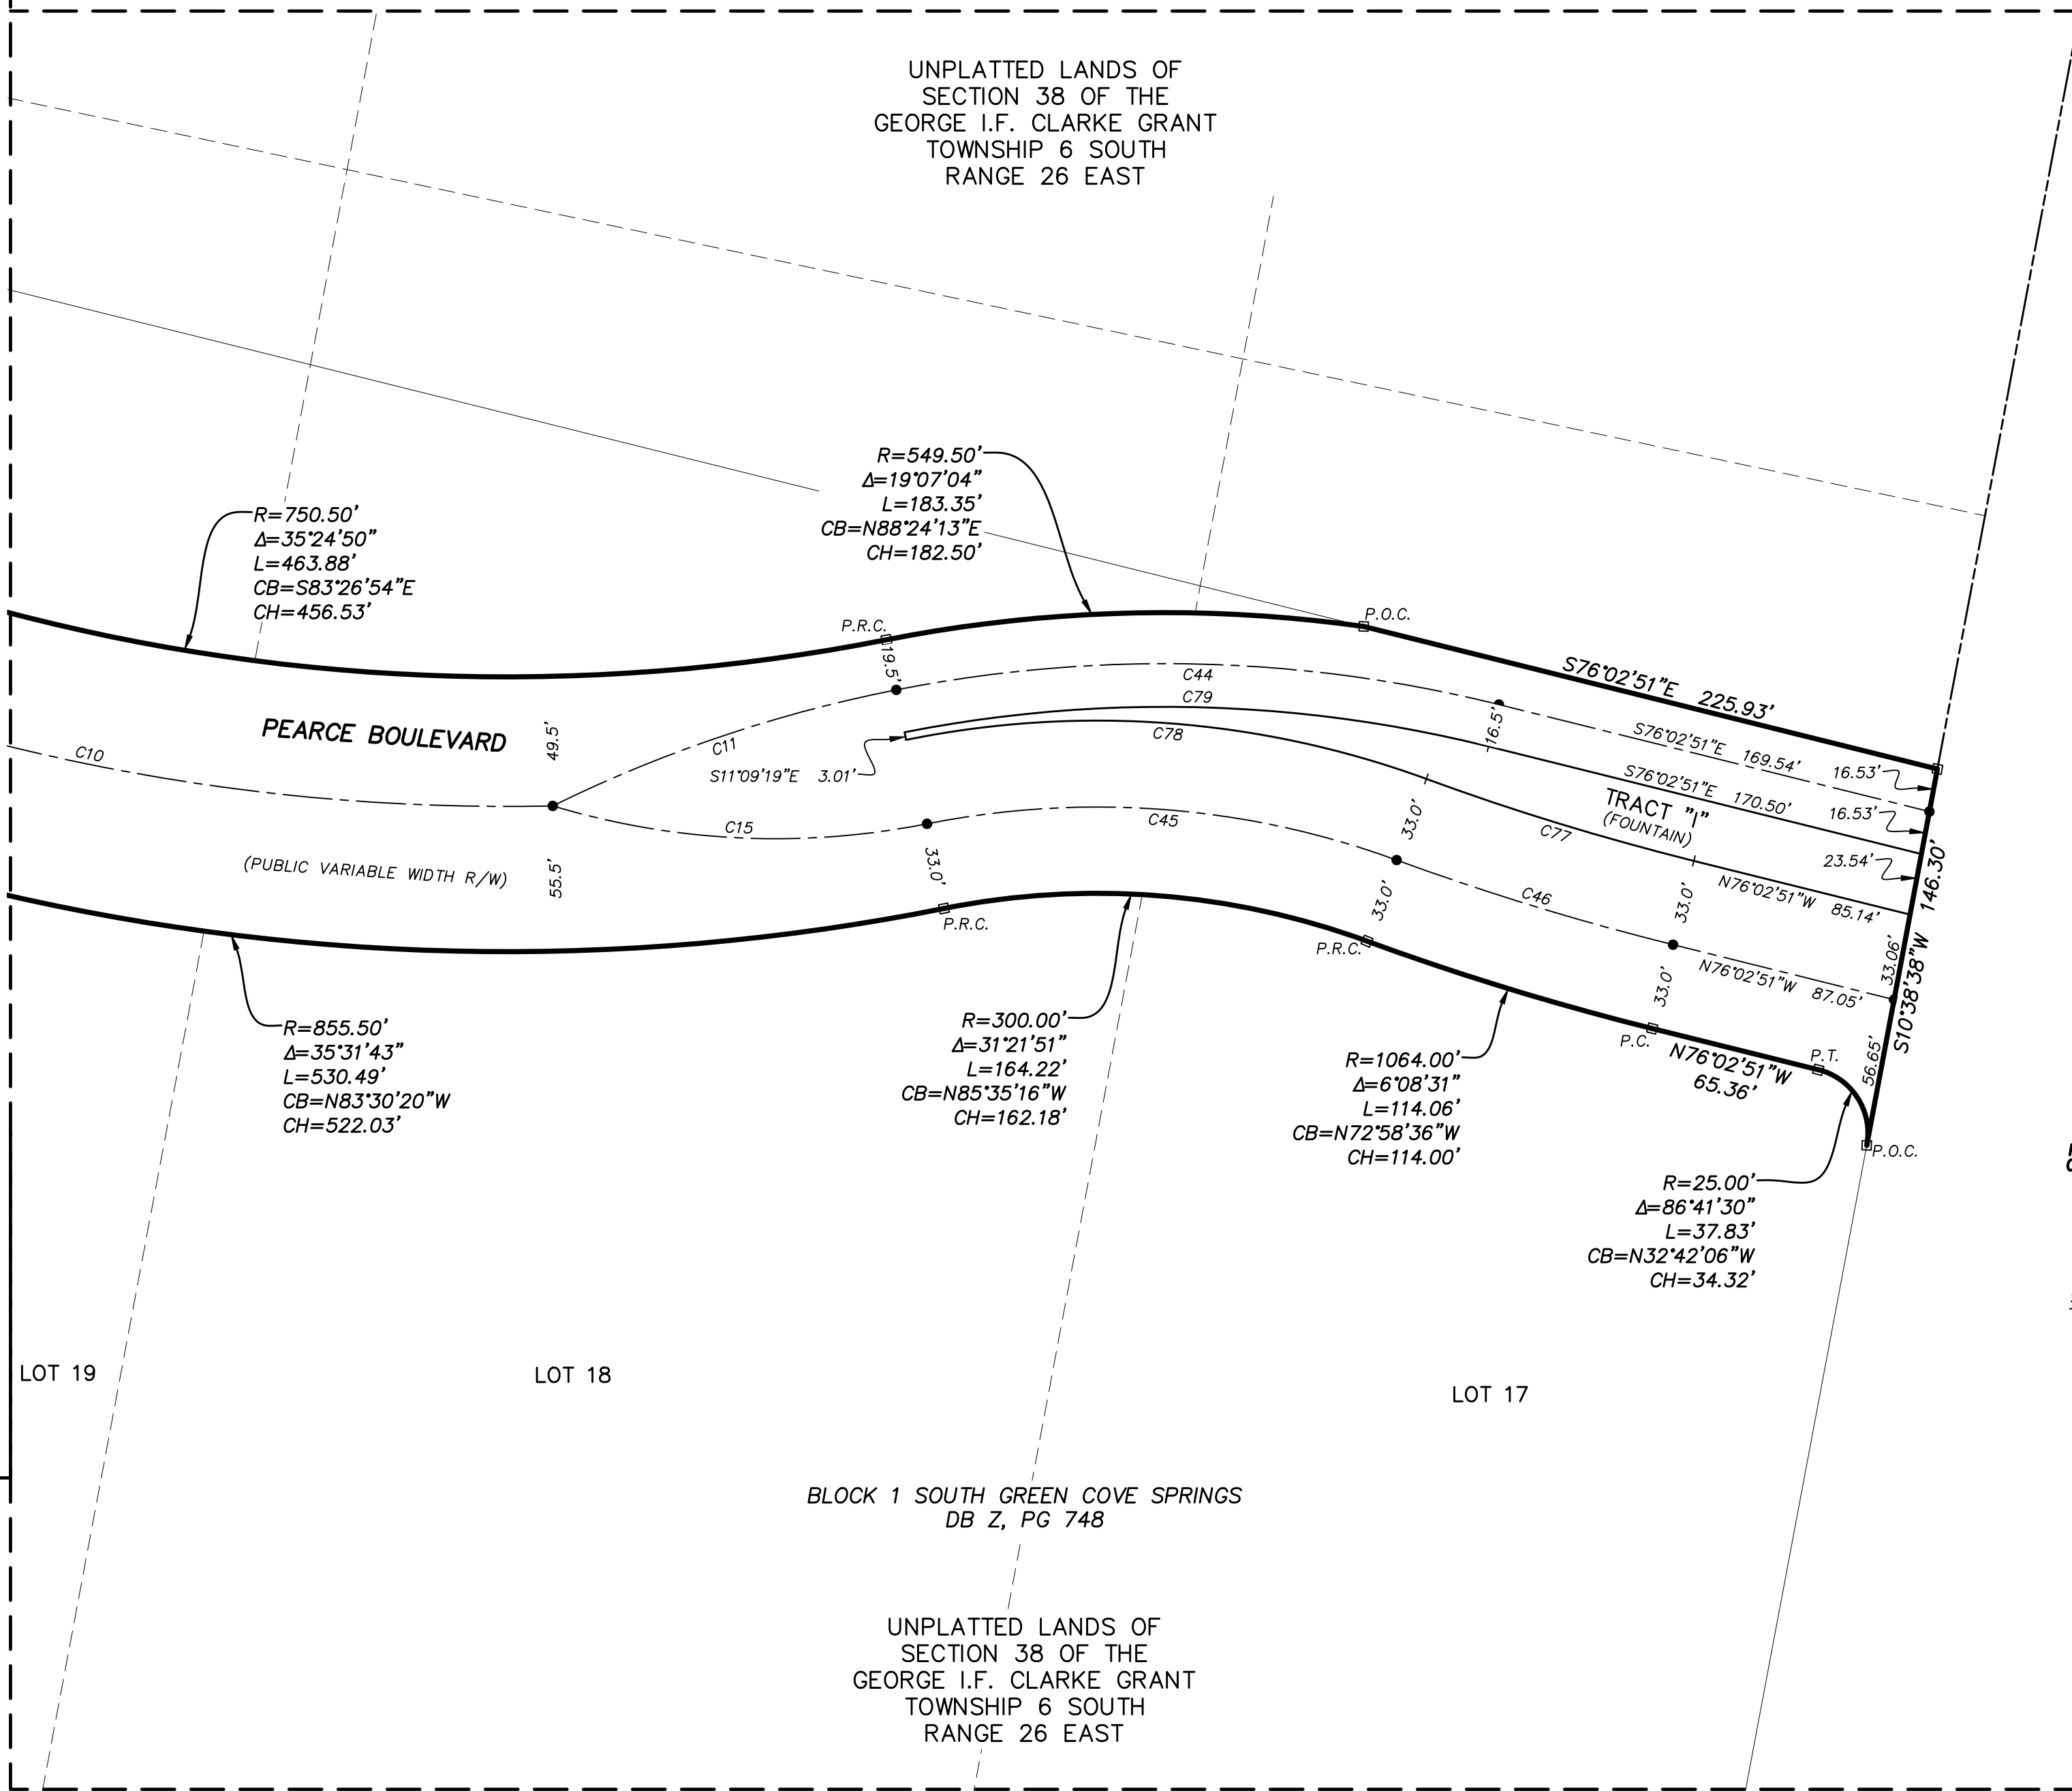 UNPLATTED LANDS OF
SECTION 38 OF THE
GEORGE I.F. CLARKE GRANT
TOWNSHIP 6 SOUTH
RANGE 26 EAST
R=549.50'
Δ=19°07'04"
L=183.35'
CB=N88°24'13"E
CH=182.50'
R=750.50'
Δ=35°24'50"
L=463.88'
CB=S83°26'54"E
CH=456.53'
P.R.C.
P.O.C.
19.5'
S76°02'51"E 225.93'
C44
C79
16.5'
S76°02'51"E 169.54'
16.53'
PEARCE BOULEVARD
49.5'
C10
C11
C78
S11°09'19"E 3.01'
S76°02'51"E 170.50'
16.53'
TRACT "I"
(FOUNTAIN)
33.0'
C15
C45
C77
23.54'
146.30'
(PUBLIC VARIABLE WIDTH R/W)
55.5'
33.0'
33.0'
C46
33.0'
N76°02'51"W 85.14'
P.R.C.
P.R.C.
33.06'
S10°38'38"W
33.0'
N76°02'51"W 87.05'
P.C.
N76°02'51"W
65.36'
P.T.
56.65'
R=855.50'
Δ=35°31'43"
L=530.49'
CB=N83°30'20"W
CH=522.03'
R=300.00'
Δ=31°21'51"
L=164.22'
CB=N85°35'16"W
CH=162.18'
R=1064.00'
Δ=6°08'31"
L=114.06'
CB=N72°58'36"W
CH=114.00'
P.O.C.
R=25.00'
Δ=86°41'30"
L=37.83'
CB=N32°42'06"W
CH=34.32'
LOT 19
LOT 18
LOT 17
BLOCK 1 SOUTH GREEN COVE SPRINGS
DB Z, PG 748
UNPLATTED LANDS OF
SECTION 38 OF THE
GEORGE I.F. CLARKE GRANT
TOWNSHIP 6 SOUTH
RANGE 26 EAST